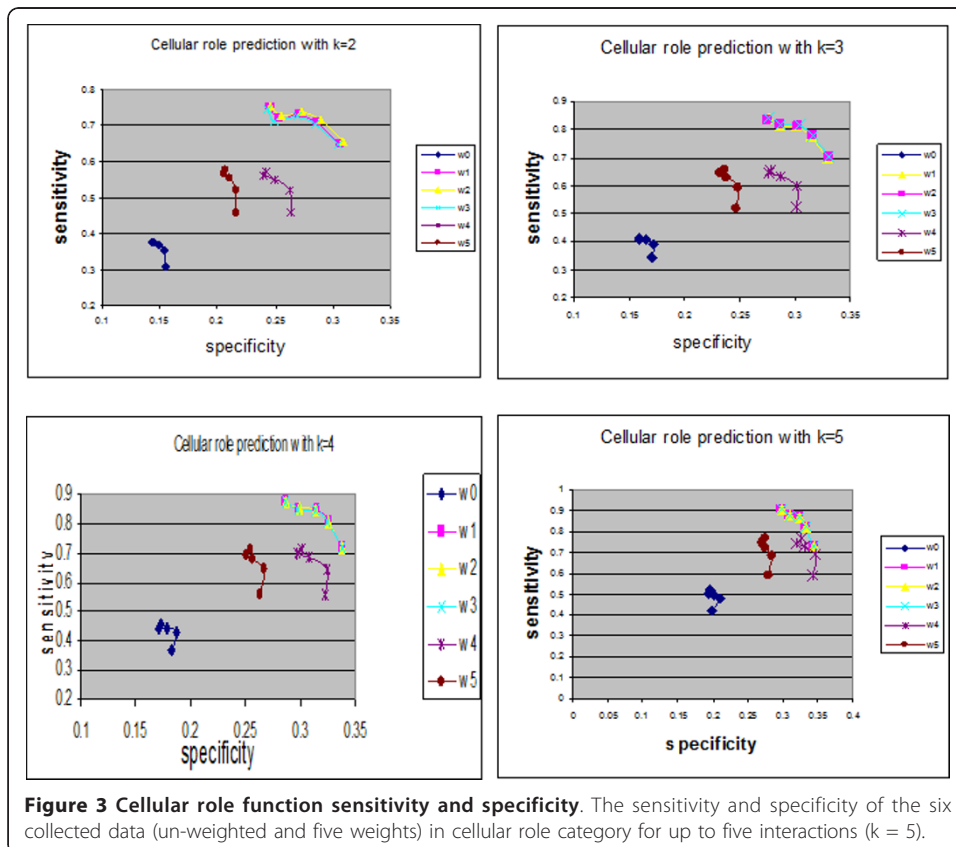 Cellular role prediction with k=2
0.8
0.7
0.6
0.5
0.4
0.3
0.2
0.1
0.15
0.2
0.25
0.3
0.35
sensitivity
specificity
w0
w1
w2
w3
w4
w5
Cellular role prediction with k=3
0.9
0.8
0.7
0.6
0.5
0.4
0.3
0.2
0.1
0.15
0.2
0.25
0.3
0.35
sensitivity
specificity
w0
w1
w2
w3
w4
w5
Cellular role prediction with k=4
0.9
0.8
0.7
0.6
0.5
0.4
0.3
0.2
0.1
0.15
0.2
0.25
0.3
0.35
sensitivity
specificity
w0
w1
w2
w3
w4
w5
Cellular role prediction with k=5
1
0.9
0.8
0.7
0.6
0.5
0.4
0.3
0.2
0.1
0
0
0.05
0.1
0.15
0.2
0.25
0.3
0.35
0.4
sensitivity
specificity
w0
w1
w2
w3
w4
w5
Figure 3 Cellular role function sensitivity and specificity. The sensitivity and specificity of the six
collected data (un-weighted and five weights) in cellular role category for up to five interactions (k = 5).